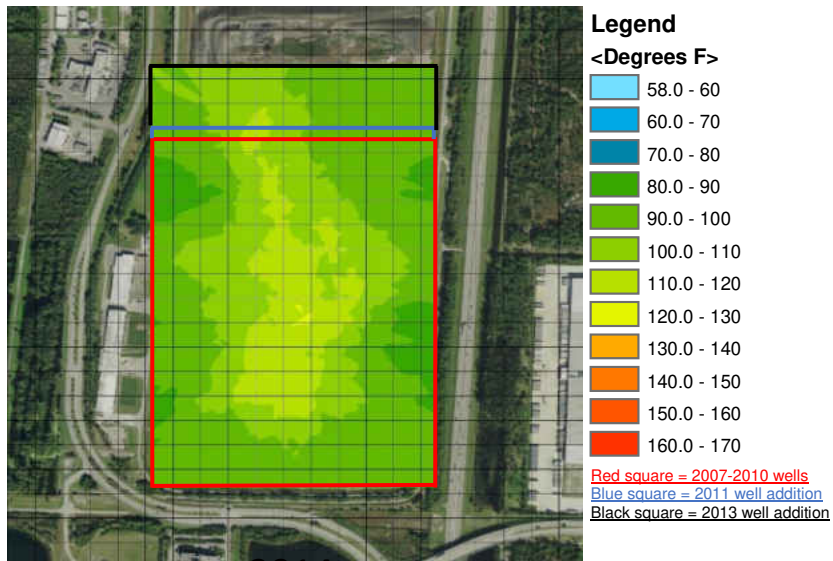 Legend
<Degrees F>
58.0 - 60
60.0 - 70
70.0 - 80
80.0 - 90
90.0 - 100
100.0 - 110
110.0 - 120
120.0 - 130
130.0 - 140
140.0 - 150
150.0 - 160
160.0 - 170
Red square = 2007-2010 wells
Blue square = 2011 well addition
Black square = 2013 well addition